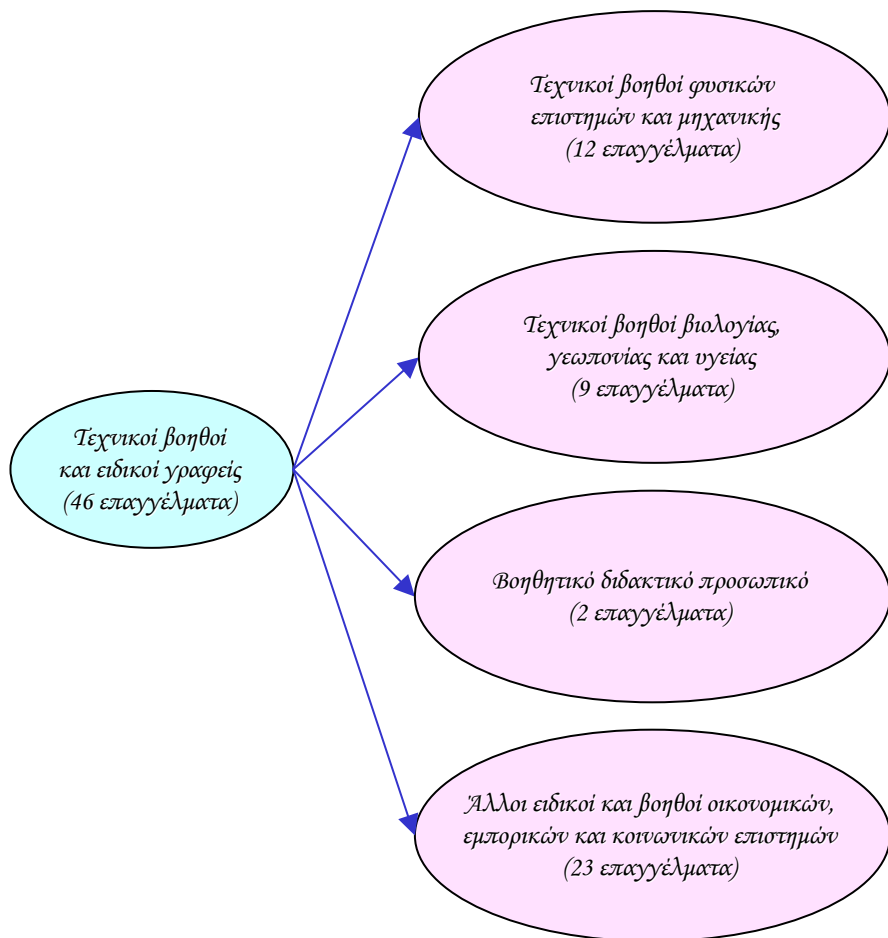 Τεχνικοί βοηθοί φυσικών
επιστημών και μηχανικής
(12 επαγγέλματα)
Τεχνικοί βοηθοί βιολογίας,
γεωπονίας και υγείας
(9 επαγγέλματα)
Τεχνικοί βοηθοί
και ειδικοί γραφείς
(46 επαγγέλματα)
Βοηθητικό διδακτικό προσωπικό
(2 επαγγέλματα)
Άλλοι ειδικοί και βοηθοί οικονομικών,
εμπορικών και κοινωνικών επιστημών
(23 επαγγέλματα)